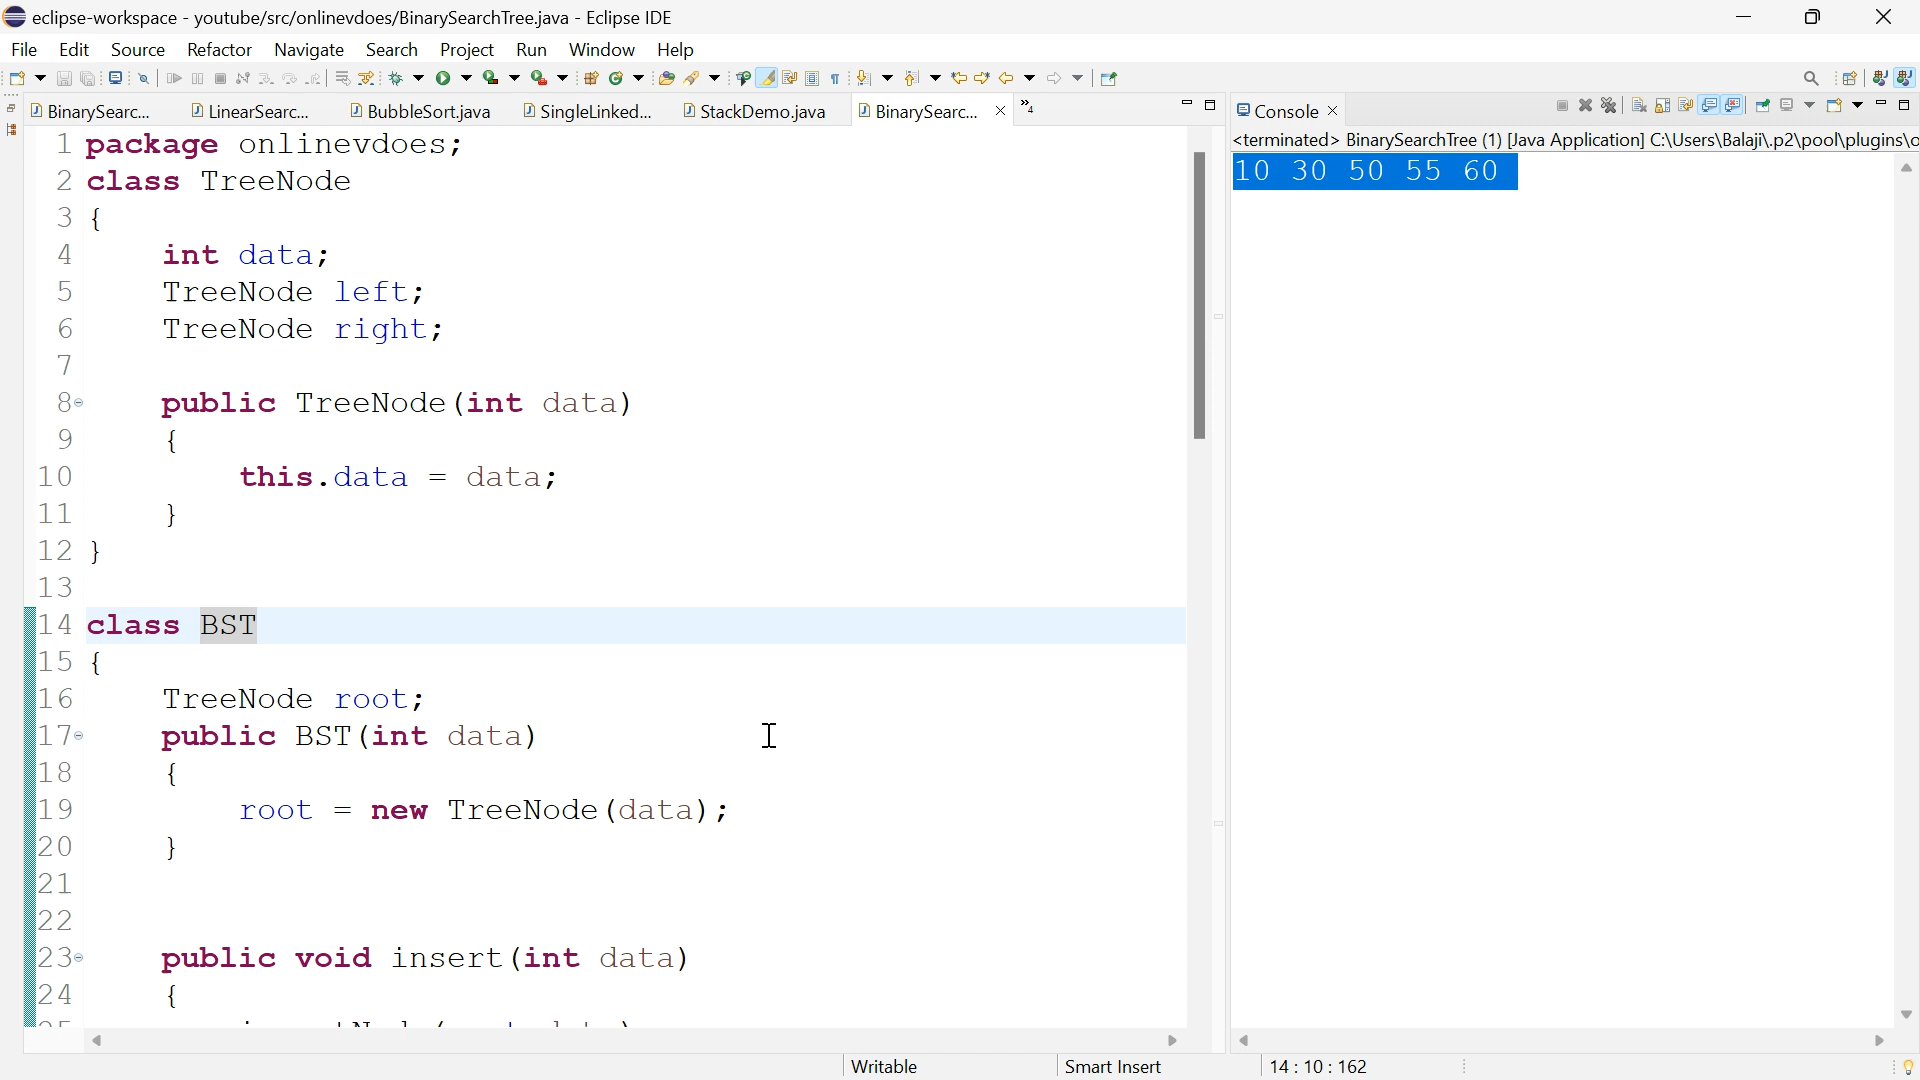 eclipse-workspace - youtube/src/onlinevdoes/BinarySearchTree.java - Eclipse IDE
File Edit Source Refactor Navigate Search Project Run Window Help
BinarySearc... LinearSearc... BubbleSort.java SingleLinked... StackDemo.java BinarySearc... »4 Console
<terminated> BinarySearchTree (1) [Java Application] C:\Users\Balaji\.p2\pool\plugins\o
10 30 50 55 60
1 package onlinevdoes;
2 class TreeNode
3 {
4 int data;
5 TreeNode left;
6 TreeNode right;
7
8 public TreeNode(int data)
9 {
10 this.data = data;
11 }
12 }
13
14 class BST
15 {
16 TreeNode root;
17 public BST(int data)
18 {
19 root = new TreeNode(data);
20 }
21
22
23 public void insert(int data)
24 {
Writable Smart Insert 14 : 10 : 162